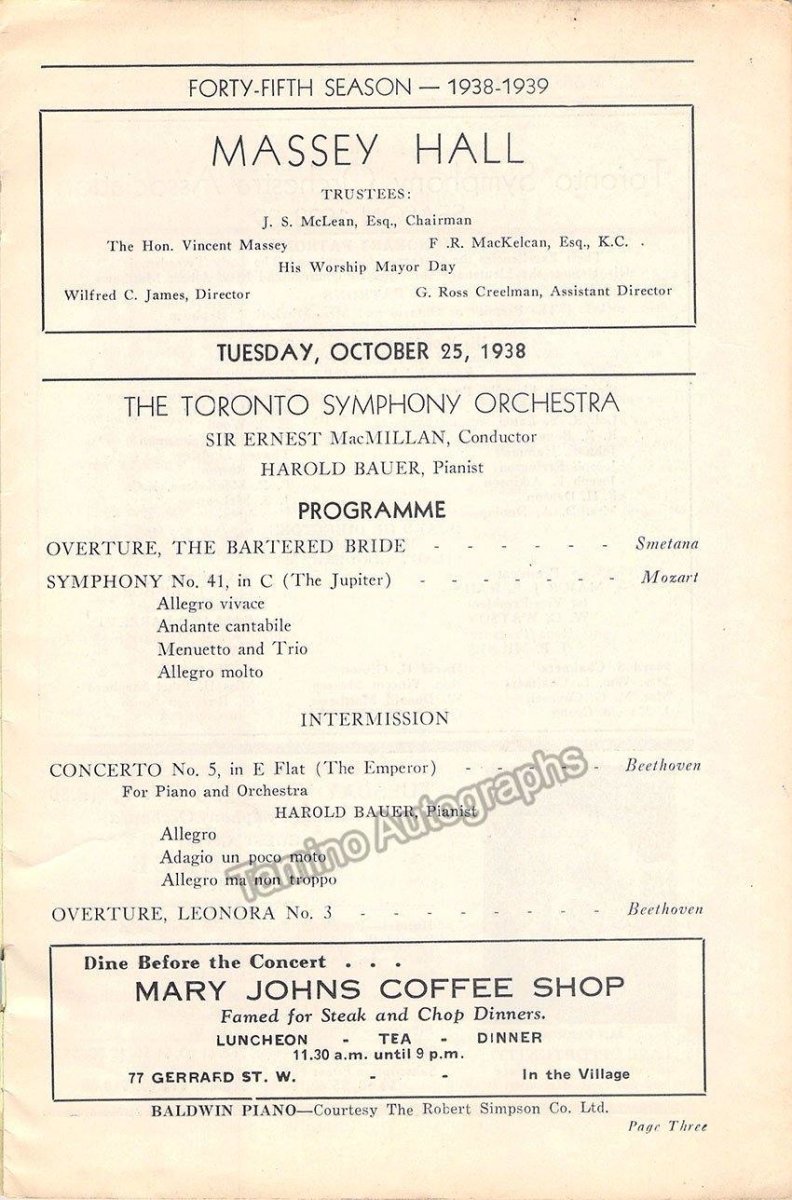 FORTY-FIFTH SEASON — 1938-1939
MASSEY HALL
TRUSTEES:
J. S. McLean, Esq., Chairman
The Hon. Vincent Massey F .R. MacKelcan, Esq., K.C. .
His Worship Mayor Day
Wilfred C. James, Director G. Ross Creelman, Assistant Director
TUESDAY, OCTOBER 25, 1938
THE TORONTO SYMPHONY ORCHESTRA
SIR ERNEST MacMILLAN, Conductor
HAROLD BAUER, Pianist
PROGRAMME
OVERTURE, THE BARTERED BRIDE - - - - - - Smetana
SYMPHONY No. 41, in C (The Jupiter) - - - - - - - Mozart
Allegro vivace
Andante cantabile
Menuetto and Trio
Allegro molto
INTERMISSION
CONCERTO No. 5, in E Flat (The Emperor) - - - - - - Beethoven
For Piano and Orchestra
HAROLD BAUER, Pianist
Allegro
Adagio un poco moto
Allegro ma non troppo
Tamino Autographs
OVERTURE, LEONORA No. 3 - - - - - - - - Beethoven
Dine Before the Concert . . .
MARY JOHNS COFFEE SHOP
Famed for Steak and Chop Dinners.
LUNCHEON - TEA - DINNER
11.30 a.m. until 9 p.m.
77 GERRARD ST. W. - - In the Village
BALDWIN PIANO—Courtesy The Robert Simpson Co. Ltd.
Page Three